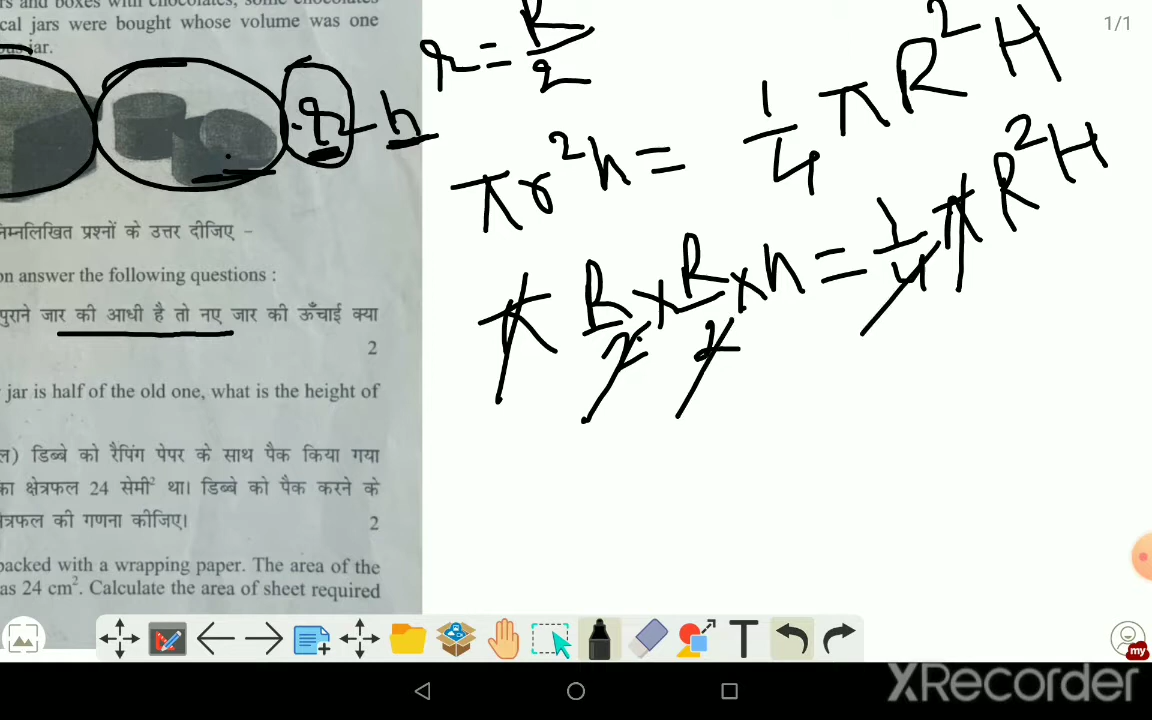 rs and boxes with chocolates, some chocolates
cal jars were bought whose volume was one
ous jar.
r h
निम्नलिखित प्रश्नों के उत्तर दीजिए -
on answer the following questions :
पुराने जार की आधी है तो नए जार की ऊँचाई क्या
2
jar is half of the old one, what is the height of
ल) डिब्बे को रैपिंग पेपर के साथ पैक किया गया
का क्षेत्रफल 24 सेमी² था। डिब्बे को पैक करने के
क्षेत्रफल की गणना कीजिए।
2
packed with a wrapping paper. The area of the
as 24 cm². Calculate the area of sheet required
r = R/2
πr²h = 1/4 πR²H
π R/2 × R/2 × h = 1/4 π R²H
1/1
T
my
XRecorder